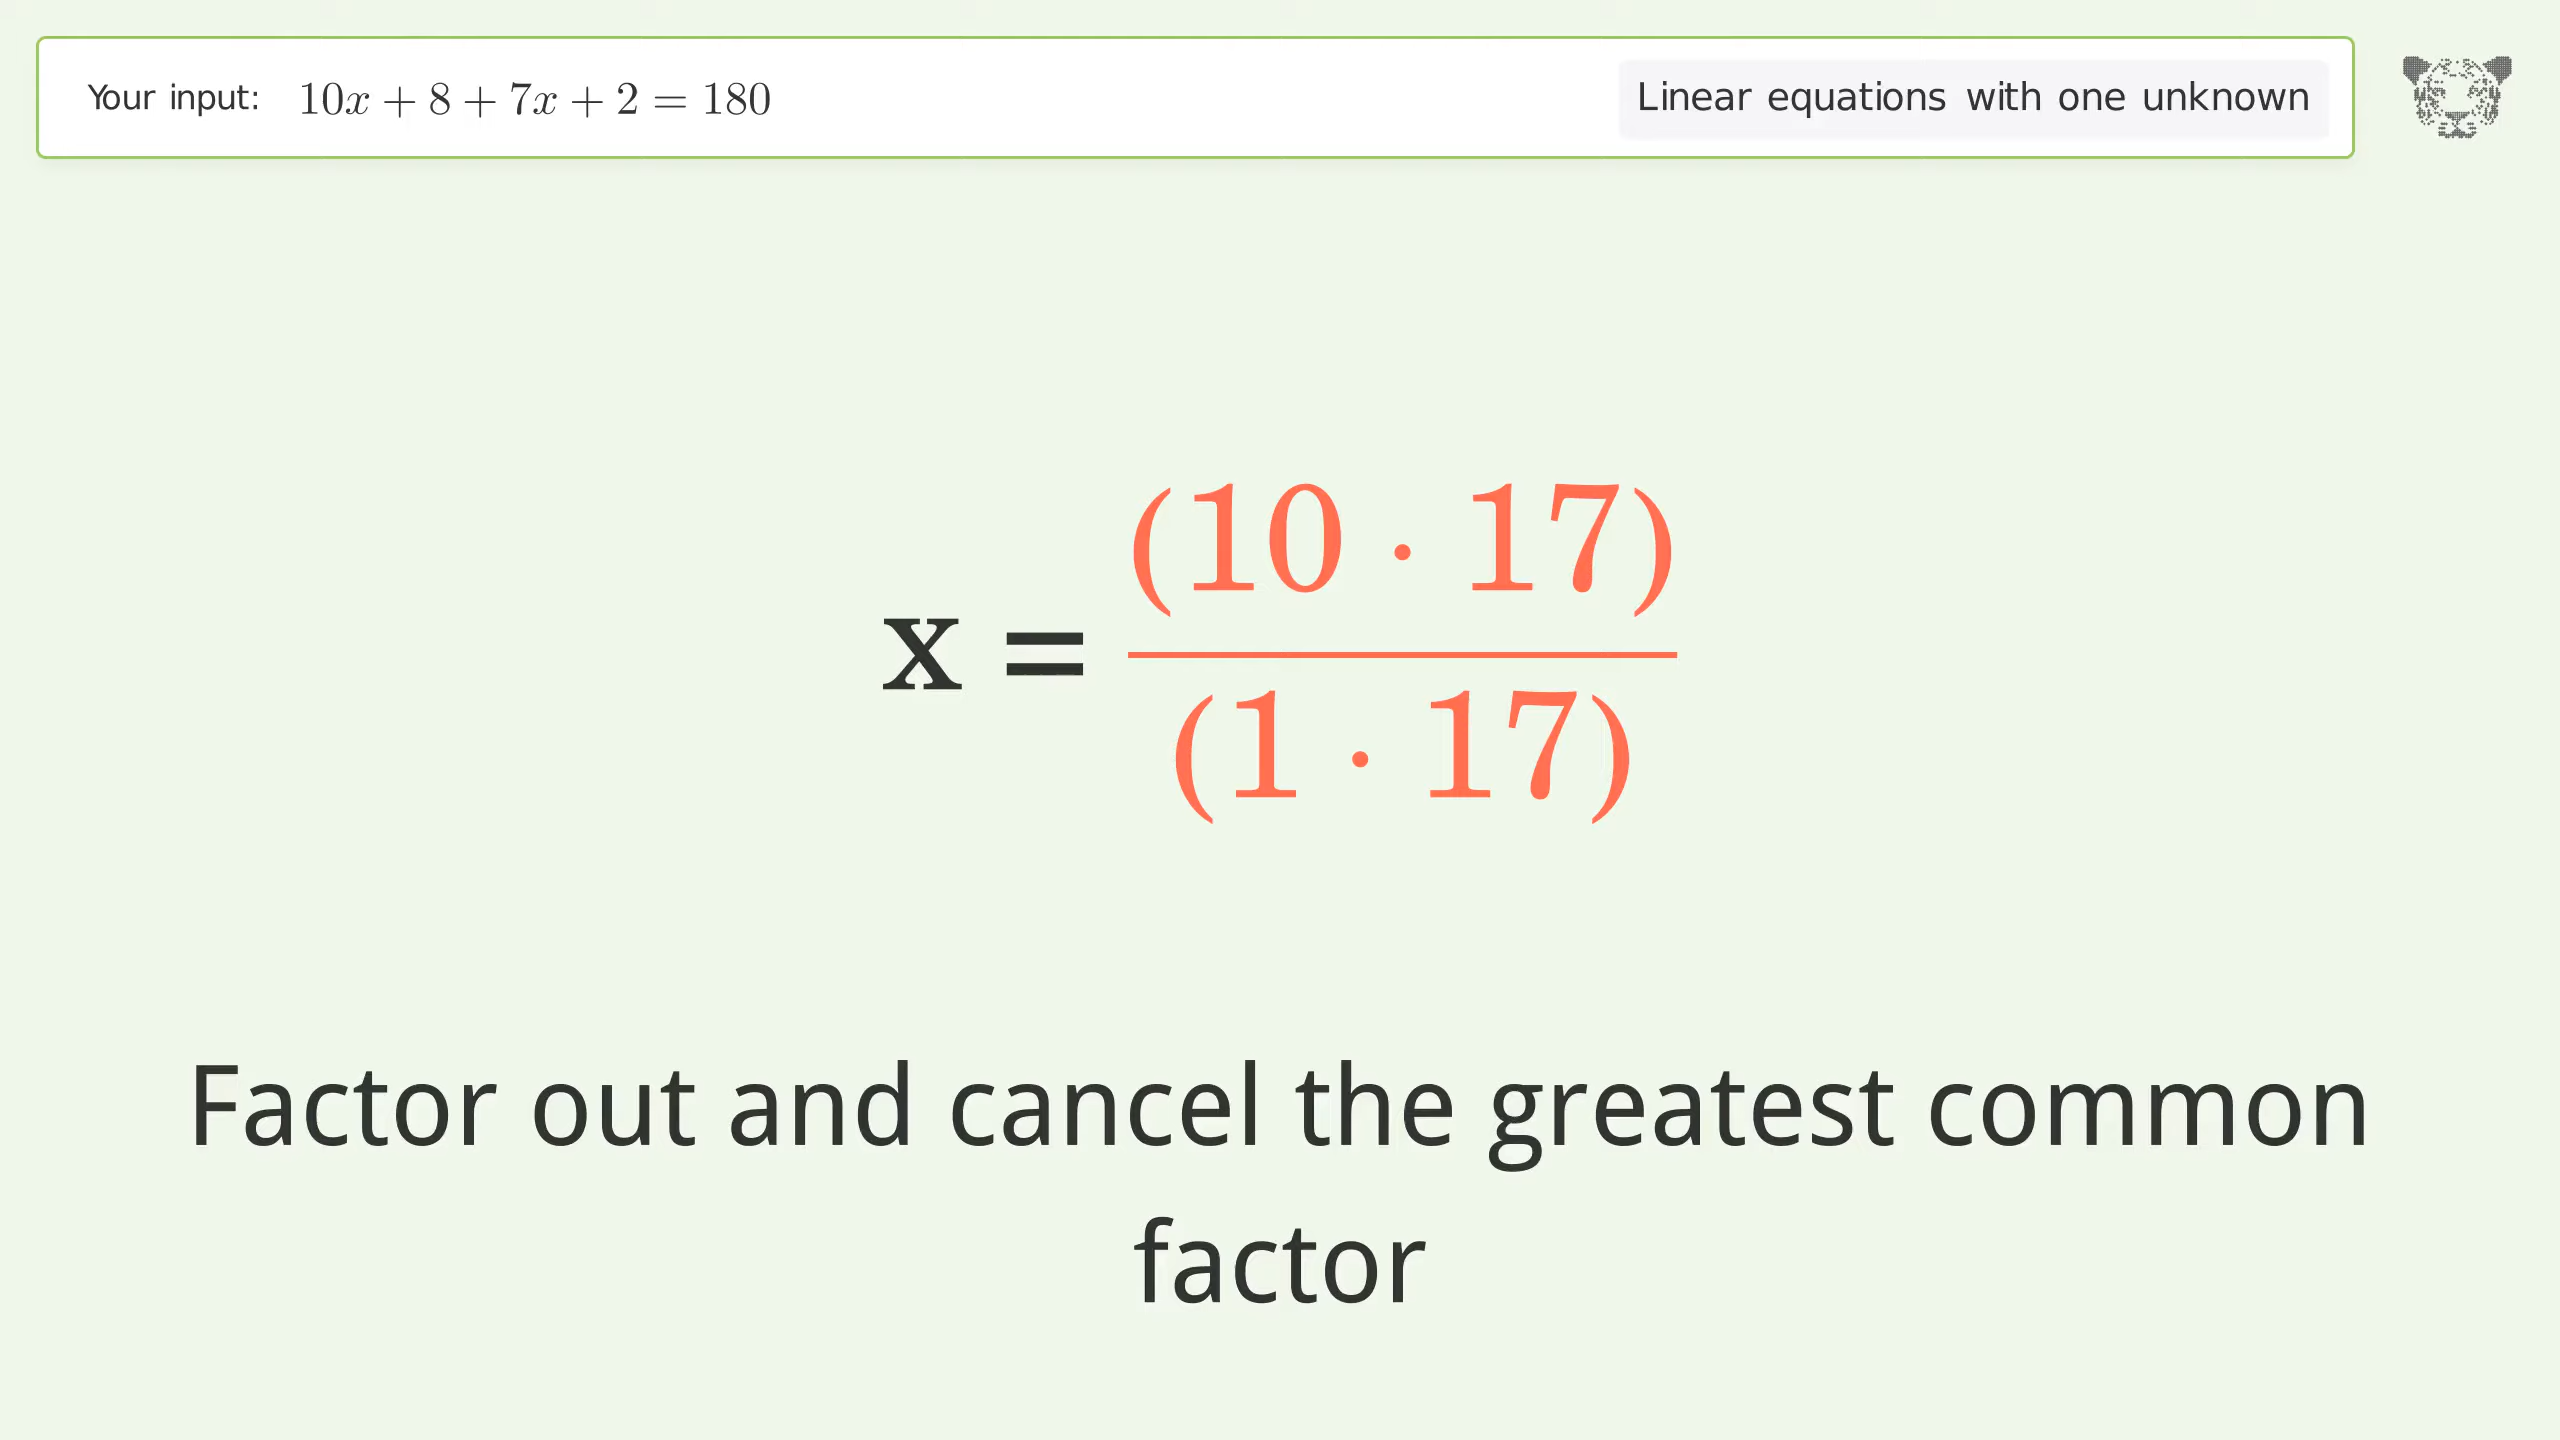 Your input: 10x + 8 + 7x + 2 = 180
Linear equations with one unknown
x = (10 · 17)
(1 · 17)
Factor out and cancel the greatest common
factor